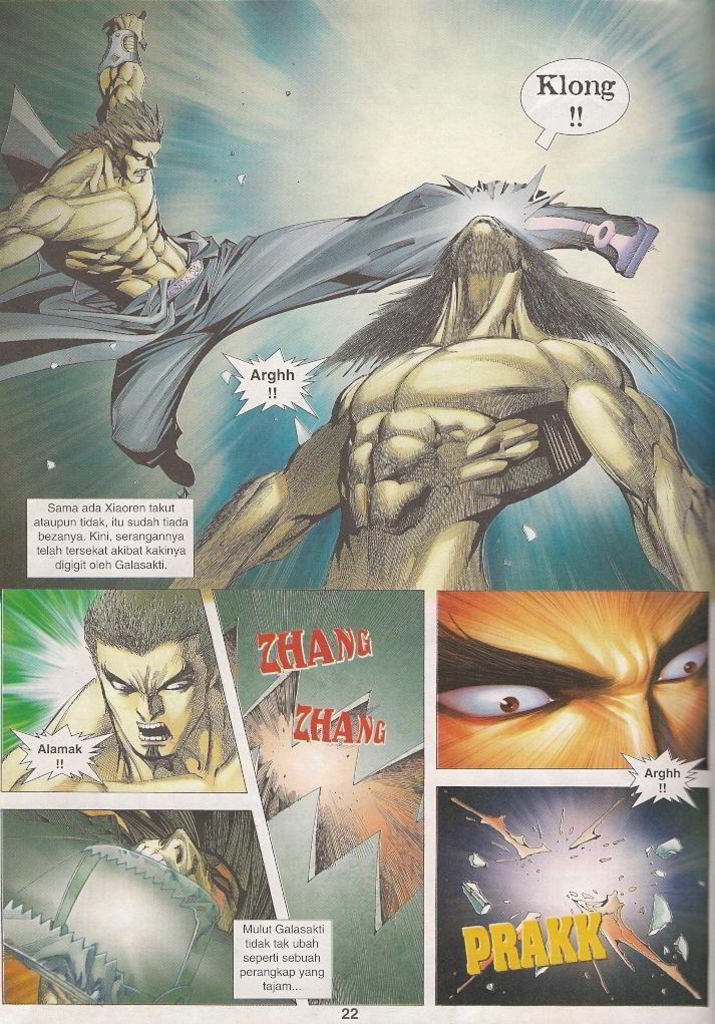 Klong
!!
Arghh
!!
Sama ada Xiaoren takut
ataupun tidak, itu sudah tiada
bezanya. Kini, serangannya
telah tersekat akibat kakinya
digigit oleh Galasakti.
Alamak
!!
ZHANG
ZHANG
Mulut Galasakti
tidak tak ubah
seperti sebuah
perangkap yang
tajam...
Arghh
!!
PRAKK
22